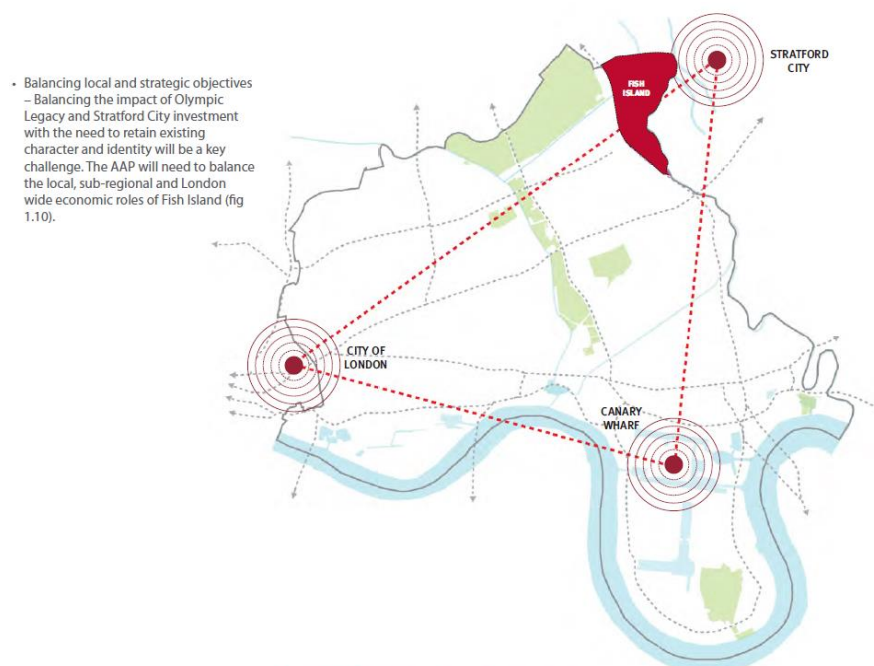 • Balancing local and strategic objectives
– Balancing the impact of Olympic
Legacy and Stratford City investment
with the need to retain existing
character and identity will be a key
challenge. The AAP will need to balance
the local, sub-regional and London
wide economic roles of Fish Island (fig
1.10).
STRATFORD
CITY
FISH
ISLAND
CITY OF
LONDON
CANARY
WHARF